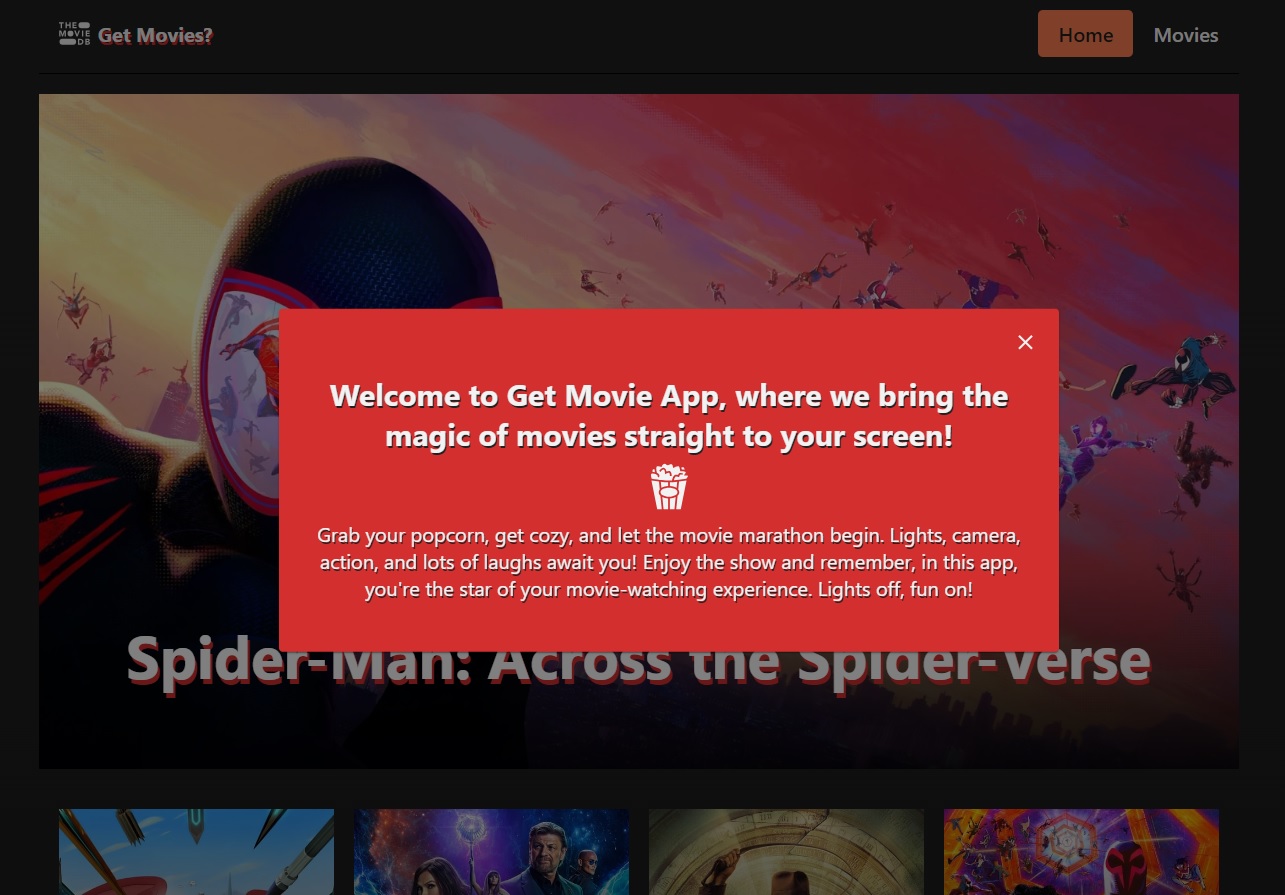 THE
MOVIE
DB
Get Movies?
Home
Movies
Welcome to Get Movie App, where we bring the
magic of movies straight to your screen!
Grab your popcorn, get cozy, and let the movie marathon begin. Lights, camera,
action, and lots of laughs await you! Enjoy the show and remember, in this app,
you're the star of your movie-watching experience. Lights off, fun on!
Spider-Man: Across the Spider-Verse